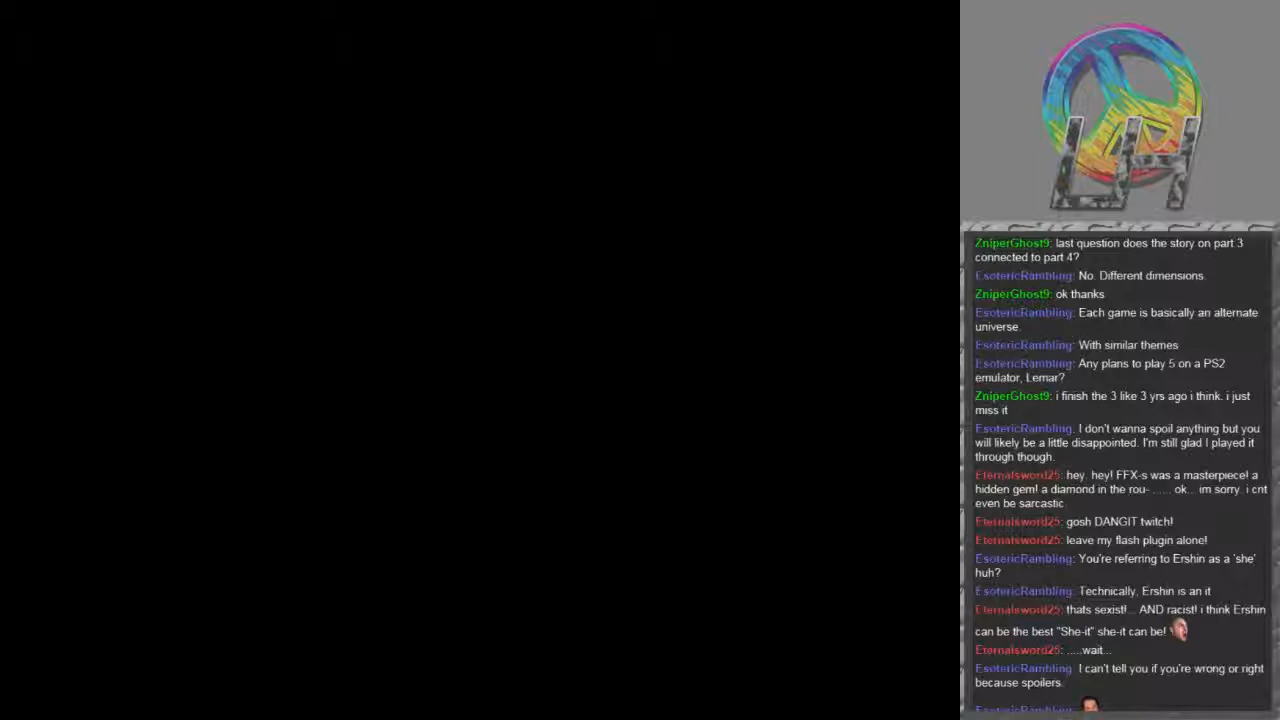 LH
ZniperGhost9: last question does the story on part 3
connected to part 4?
EsotericRambling: No. Different dimensions.
ZniperGhost9: ok thanks
EsotericRambling: Each game is basically an alternate
universe.
EsotericRambling: With similar themes
EsotericRambling: Any plans to play 5 on a PS2
emulator, Lemar?
ZniperGhost9: i finish the 3 like 3 yrs ago i think. i just
miss it
EsotericRambling: I don't wanna spoil anything but you
will likely be a little disappointed. I'm still glad I played it
through though.
Eternalsword25: hey. hey! FFX-s was a masterpiece! a
hidden gem! a diamond in the rou- ...... ok... im sorry. i cnt
even be sarcastic
Eternalsword25: gosh DANGIT twitch!
Eternalsword25: leave my flash plugin alone!
EsotericRambling: You're referring to Ershin as a 'she'
huh?
EsotericRambling: Technically, Ershin is an it
Eternalsword25: thats sexist!... AND racist! i think Ershin
can be the best "She-it" she-it can be!
Eternalsword25: .....wait...
EsotericRambling: I can't tell you if you're wrong or right
because spoilers.
EsotericRambling: